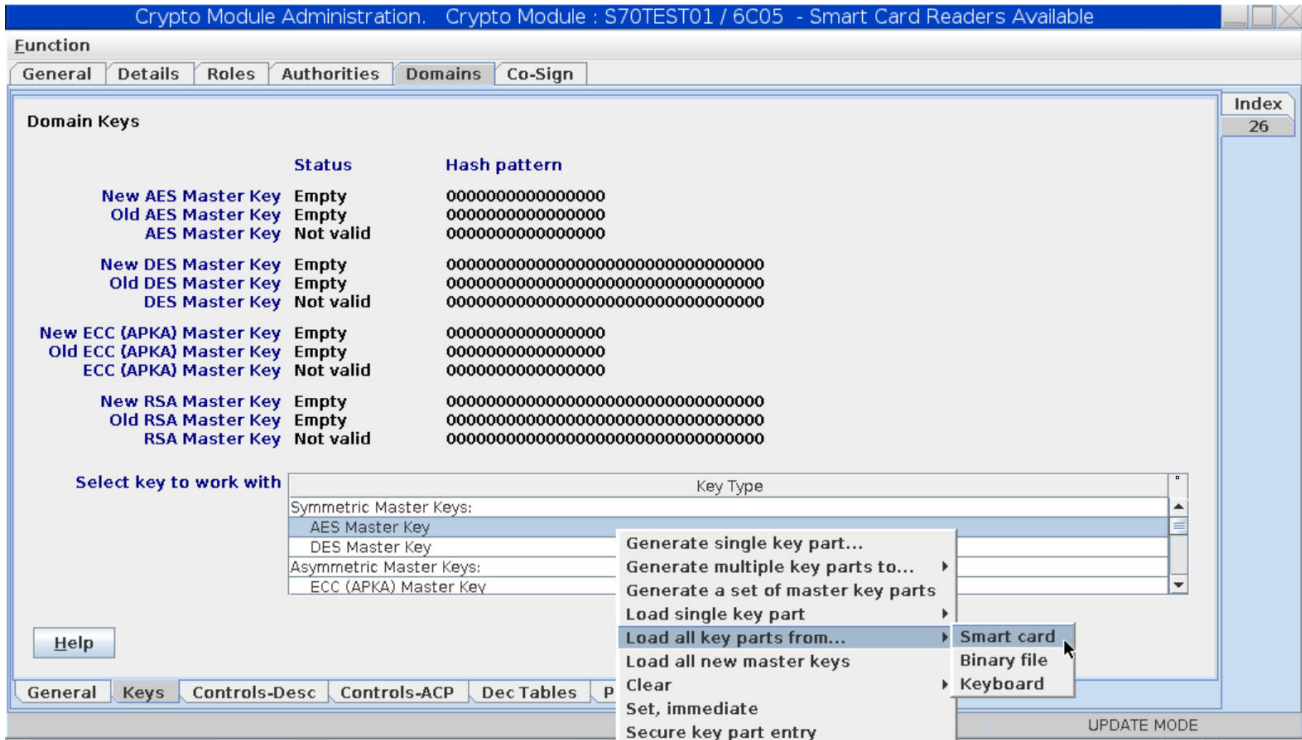 Crypto Module Administration. Crypto Module : S70TEST01 / 6C05 - Smart Card Readers Available
Function
General Details Roles Authorities Domains Co-Sign
Index
26
Domain Keys
Status Hash pattern
New AES Master Key Empty 0000000000000000
Old AES Master Key Empty 0000000000000000
AES Master Key Not valid 0000000000000000
New DES Master Key Empty 00000000000000000000000000000000
Old DES Master Key Empty 00000000000000000000000000000000
DES Master Key Not valid 00000000000000000000000000000000
New ECC (APKA) Master Key Empty 0000000000000000
Old ECC (APKA) Master Key Empty 0000000000000000
ECC (APKA) Master Key Not valid 0000000000000000
New RSA Master Key Empty 00000000000000000000000000000000
Old RSA Master Key Empty 00000000000000000000000000000000
RSA Master Key Not valid 00000000000000000000000000000000
Select key to work with
Key Type
Symmetric Master Keys:
AES Master Key
DES Master Key
Asymmetric Master Keys:
ECC (APKA) Master Key
Generate single key part...
Generate multiple key parts to...
Generate a set of master key parts
Load single key part
Load all key parts from...
Load all new master keys
Clear
Set, immediate
Secure key part entry
Smart card
Binary file
Keyboard
Help
General Keys Controls-Desc Controls-ACP Dec Tables P
UPDATE MODE